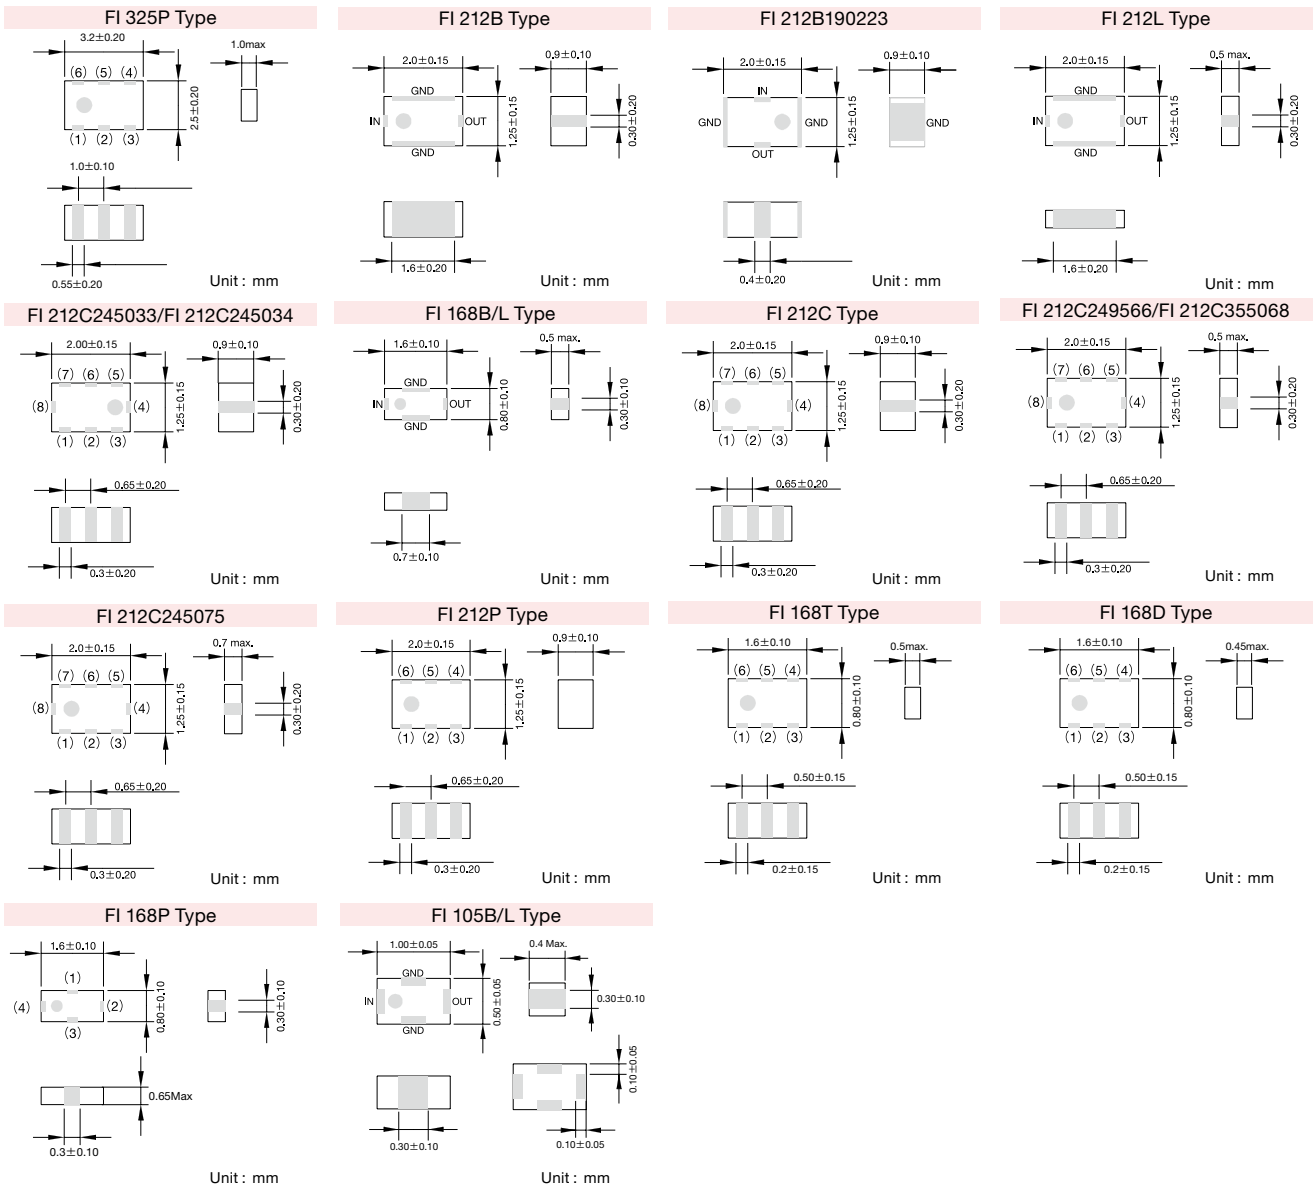 FI 325P Type
3.2±0.20
1.0max
(6) (5) (4)
2.5±0.20
(1) (2) (3)
1.0±0.10
0.55±0.20
Unit : mm
FI 212B Type
2.0±0.15
0.9±0.10
GND
IN
OUT
GND
1.25±0.15
0.30±0.20
1.6±0.20
Unit : mm
FI 212B190223
2.0±0.15
0.9±0.10
IN
GND
GND
OUT
1.25±0.15
GND
0.4±0.20
Unit : mm
FI 212L Type
2.0±0.15
0.5 max.
GND
IN
OUT
GND
1.25±0.15
0.30±0.20
1.6±0.20
Unit : mm
FI 212C245033/FI 212C245034
2.00±0.15
0.9±0.10
(7) (6) (5)
(8)
(4)
(1) (2) (3)
1.25±0.15
0.30±0.20
0.65±0.20
0.3±0.20
Unit : mm
FI 168B/L Type
1.6±0.10
0.5 max.
GND
IN
OUT
GND
0.80±0.10
0.30±0.10
0.7±0.10
Unit : mm
FI 212C Type
2.0±0.15
0.9±0.10
(7) (6) (5)
(8)
(4)
(1) (2) (3)
1.25±0.15
0.30±0.20
0.65±0.20
0.3±0.20
Unit : mm
FI 212C249566/FI 212C355068
2.0±0.15
0.5 max.
(7) (6) (5)
(8)
(4)
(1) (2) (3)
1.25±0.15
0.30±0.20
0.65±0.20
0.3±0.20
Unit : mm
FI 212C245075
2.0±0.15
0.7 max.
(7) (6) (5)
(8)
(4)
(1) (2) (3)
1.25±0.15
0.30±0.20
0.65±0.20
0.3±0.20
Unit : mm
FI 212P Type
2.0±0.15
0.9±0.10
(6) (5) (4)
(1) (2) (3)
1.25±0.15
0.65±0.20
0.3±0.20
Unit : mm
FI 168T Type
1.6±0.10
0.5max.
(6) (5) (4)
(1) (2) (3)
0.80±0.10
0.50±0.15
0.2±0.15
Unit : mm
FI 168D Type
1.6±0.10
0.45max.
(6) (5) (4)
(1) (2) (3)
0.80±0.10
0.50±0.15
0.2±0.15
Unit : mm
FI 168P Type
1.6±0.10
(1)
(4)
(2)
(3)
0.80±0.10
0.30±0.10
0.65Max
0.3±0.10
Unit : mm
FI 105B/L Type
1.00±0.05
0.4 Max.
GND
IN
OUT
GND
0.50±0.05
0.30±0.10
0.10±0.05
0.30±0.10
0.10±0.05
Unit : mm